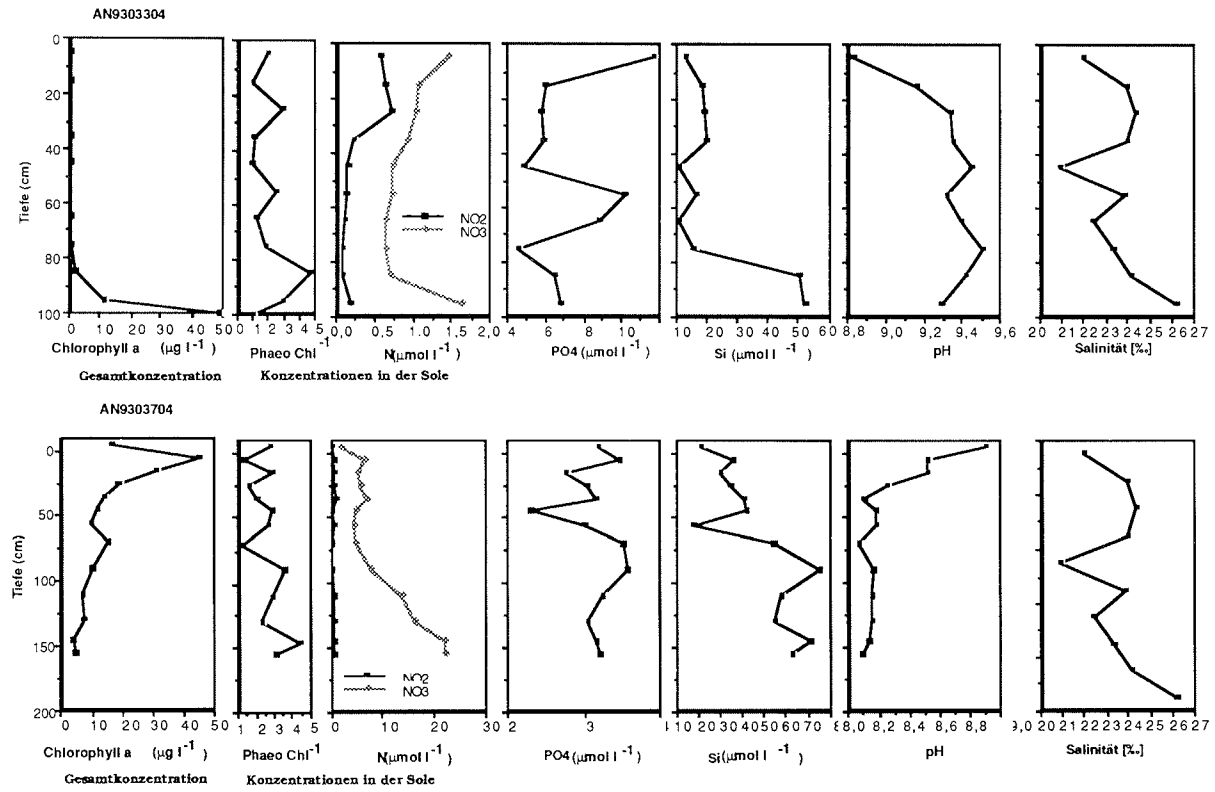 AN9303304
0
20
40
60
80
100
Tiefe (cm)
0 10 20 30 40 50
0 1 2 3 4 5
0,0 0,5 1,0 1,5 2,0
4 6 8 10 12
10 20 30 40 50 60
8,8 9,0 9,2 9,4 9,6
20 21 22 23 24 25 26 27
NO2
NO3
Chlorophyll a (µg l-1)
Phaeo Chl-1
N(µmol l-1)
PO4 (µmol l-1)
Si (µmol l-1)
pH
Salinität [‰]
Gesamtkonzentration
Konzentrationen in der Sole
AN9303704
0
50
100
150
200
Tiefe (cm)
NO2
NO3
0 10 20 30 40 50
1 2 3 4 5
0 10 20 30
2 3
10 20 30 40 50 60 70 80
8,0 8,2 8,4 8,6 8,8 9,0
20 21 22 23 24 25 26 27
Chlorophyll a (µg l-1)
Phaeo Chl-1
N(µmol l-1)
PO4 (µmol l-1)
Si (µmol l-1)
pH
Salinität [‰]
Gesamtkonzentration
Konzentrationen in der Sole